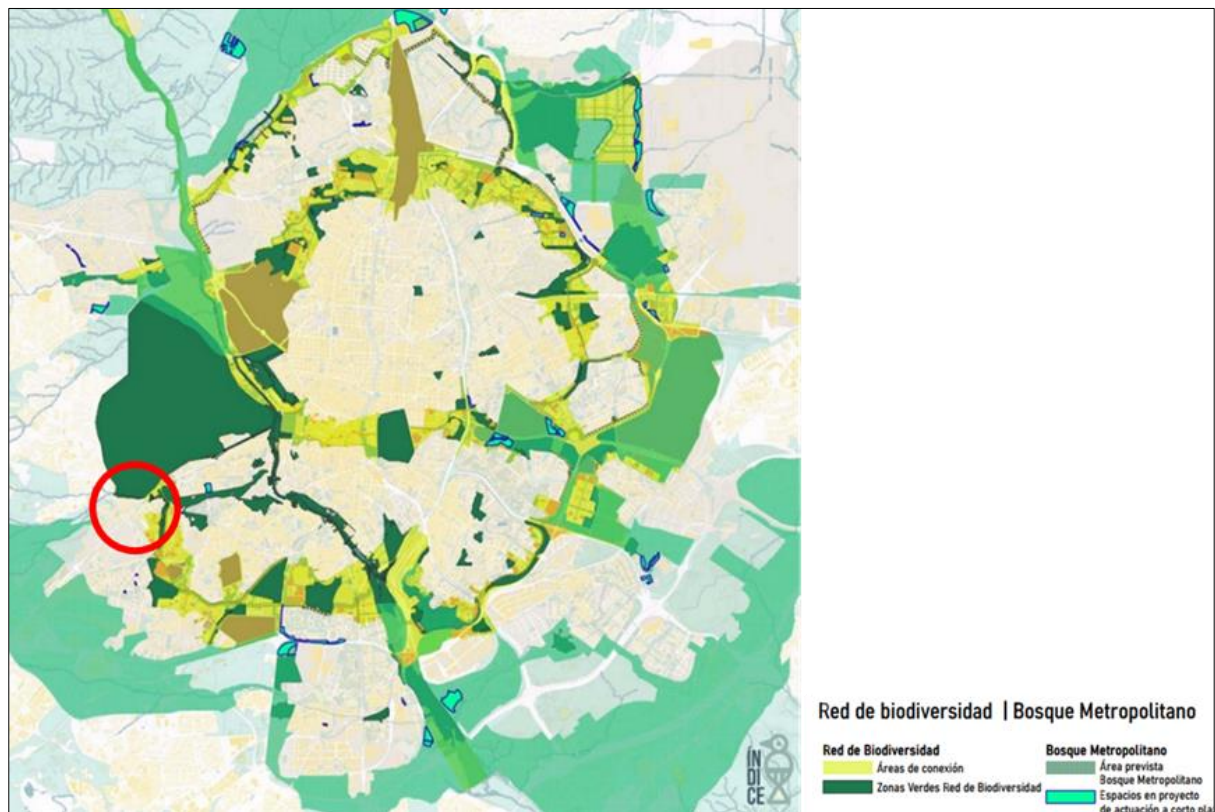 Red de biodiversidad | Bosque Metropolitano
Red de Biodiversidad
Áreas de conexión
Zonas Verdes Red de Biodiversidad
Bosque Metropolitano
Área prevista
Bosque Metropolitano
Espacios en proyecto
de actuación a corto pla
ÍN
DI
CE